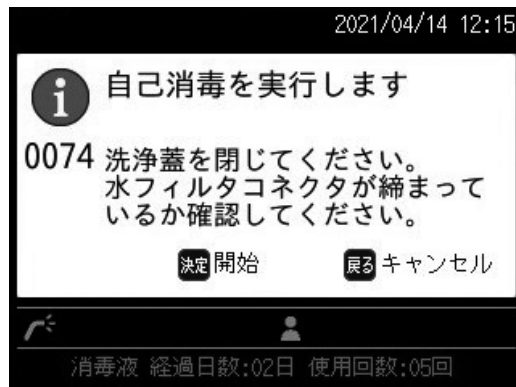 2021/04/14 12:15
自己消毒を実行します
0074 洗浄蓋を閉じてください。
水フィルタコネクタが締まって
いるか確認してください。
決定 開始 戻る キャンセル
消毒液 経過日数:02日 使用回数:05回